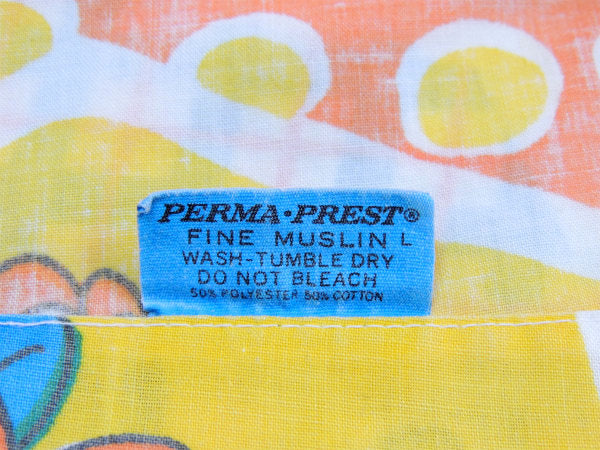 PERMA·PREST®
FINE MUSLIN L
WASH-TUMBLE DRY
DO NOT BLEACH
50% POLYESTER 50% COTTON